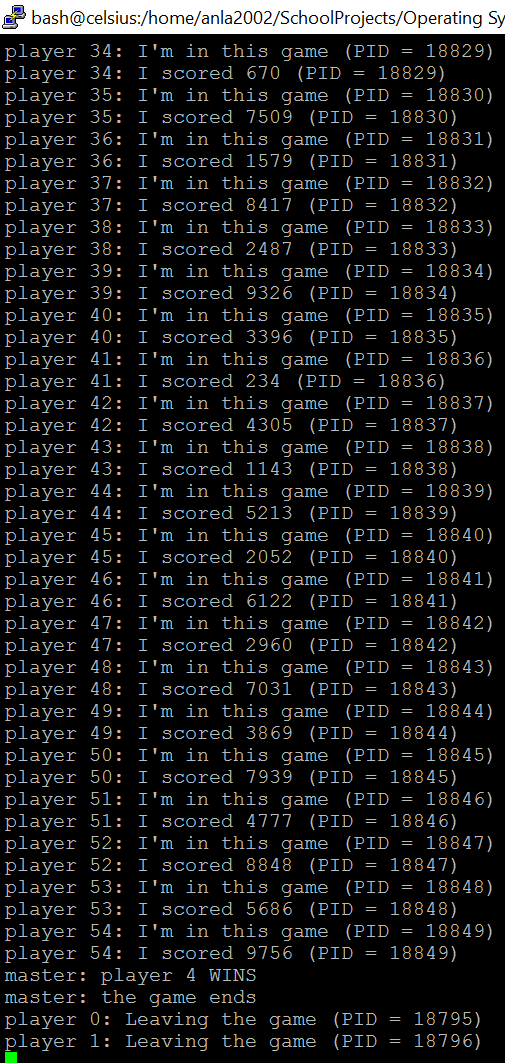 bash@celsius:/home/anla2002/SchoolProjects/Operating Sy
player 34: I'm in this game (PID = 18829)
player 34: I scored 670 (PID = 18829)
player 35: I'm in this game (PID = 18830)
player 35: I scored 7509 (PID = 18830)
player 36: I'm in this game (PID = 18831)
player 36: I scored 1579 (PID = 18831)
player 37: I'm in this game (PID = 18832)
player 37: I scored 8417 (PID = 18832)
player 38: I'm in this game (PID = 18833)
player 38: I scored 2487 (PID = 18833)
player 39: I'm in this game (PID = 18834)
player 39: I scored 9326 (PID = 18834)
player 40: I'm in this game (PID = 18835)
player 40: I scored 3396 (PID = 18835)
player 41: I'm in this game (PID = 18836)
player 41: I scored 234 (PID = 18836)
player 42: I'm in this game (PID = 18837)
player 42: I scored 4305 (PID = 18837)
player 43: I'm in this game (PID = 18838)
player 43: I scored 1143 (PID = 18838)
player 44: I'm in this game (PID = 18839)
player 44: I scored 5213 (PID = 18839)
player 45: I'm in this game (PID = 18840)
player 45: I scored 2052 (PID = 18840)
player 46: I'm in this game (PID = 18841)
player 46: I scored 6122 (PID = 18841)
player 47: I'm in this game (PID = 18842)
player 47: I scored 2960 (PID = 18842)
player 48: I'm in this game (PID = 18843)
player 48: I scored 7031 (PID = 18843)
player 49: I'm in this game (PID = 18844)
player 49: I scored 3869 (PID = 18844)
player 50: I'm in this game (PID = 18845)
player 50: I scored 7939 (PID = 18845)
player 51: I'm in this game (PID = 18846)
player 51: I scored 4777 (PID = 18846)
player 52: I'm in this game (PID = 18847)
player 52: I scored 8848 (PID = 18847)
player 53: I'm in this game (PID = 18848)
player 53: I scored 5686 (PID = 18848)
player 54: I'm in this game (PID = 18849)
player 54: I scored 9756 (PID = 18849)
master: player 4 WINS
master: the game ends
player 0: Leaving the game (PID = 18795)
player 1: Leaving the game (PID = 18796)